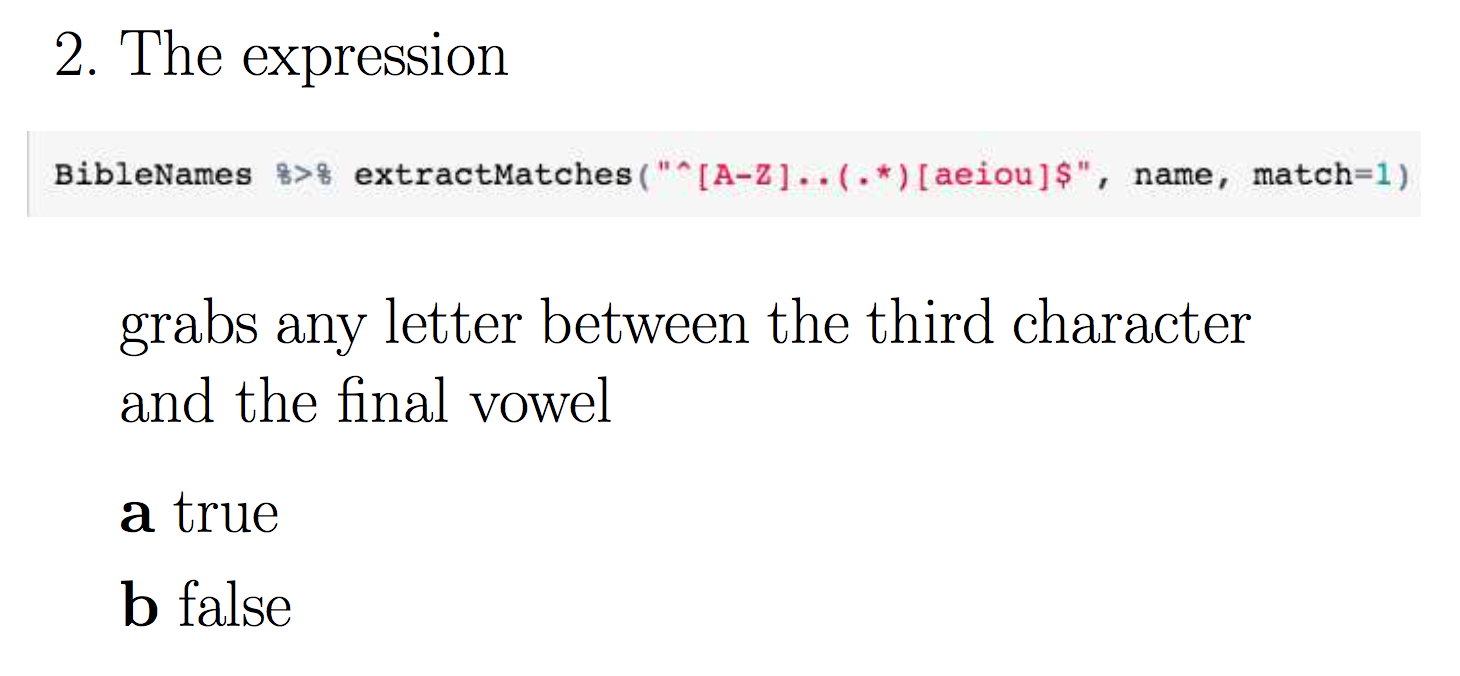 2. The expression
BibleNames %>% extractMatches("^[A-Z]..(.*)[aeiou]$", name, match=1)
grabs any letter between the third character
and the final vowel
a true
b false